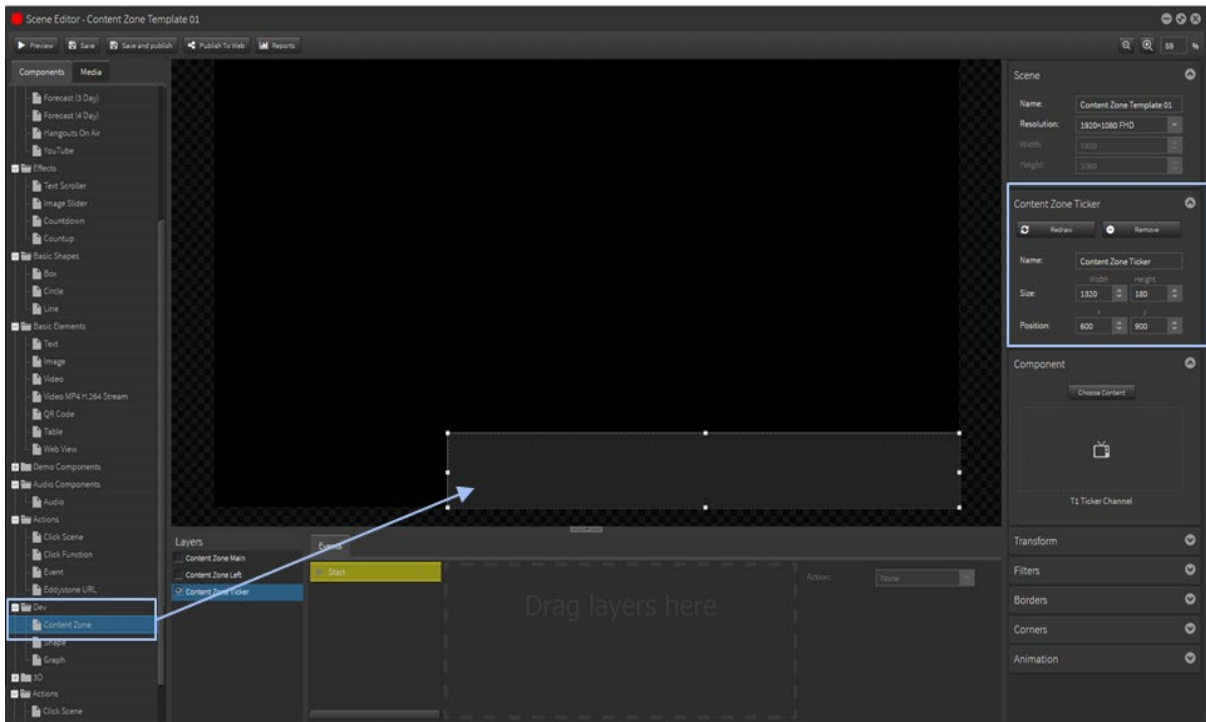 Scene Editor - Content Zone Template 01
Preview Save Save and publish Publish To Web Reports 59 %
Components Media
Forecast (3 Day)
Forecast (4 Day)
Hangouts On Air
YouTube
Effects
Text Scroller
Image Slider
Countdown
Countup
Basic Shapes
Box
Circle
Line
Basic Elements
Text
Image
Video
Video MP4 H.264 Stream
QR Code
Table
Web View
Demo Components
Audio Components
Audio
Actions
Click Scene
Click Function
Event
Eddystone URL
Dev
Content Zone
Shape
Graph
3D
Actions
Click Scene
Layers
Content Zone Main
Content Zone Left
Content Zone Ticker
Events
Start
Drag layers here
Action: None
Scene
Name: Content Zone Template 01
Resolution: 1920×1080 FHD
Width: 1920
Height: 1080
Content Zone Ticker
Redraw Remove
Name: Content Zone Ticker
Width Height
Size: 1320 180
x y
Position: 600 900
Component
Choose Content
T1 Ticker Channel
Transform
Filters
Borders
Corners
Animation